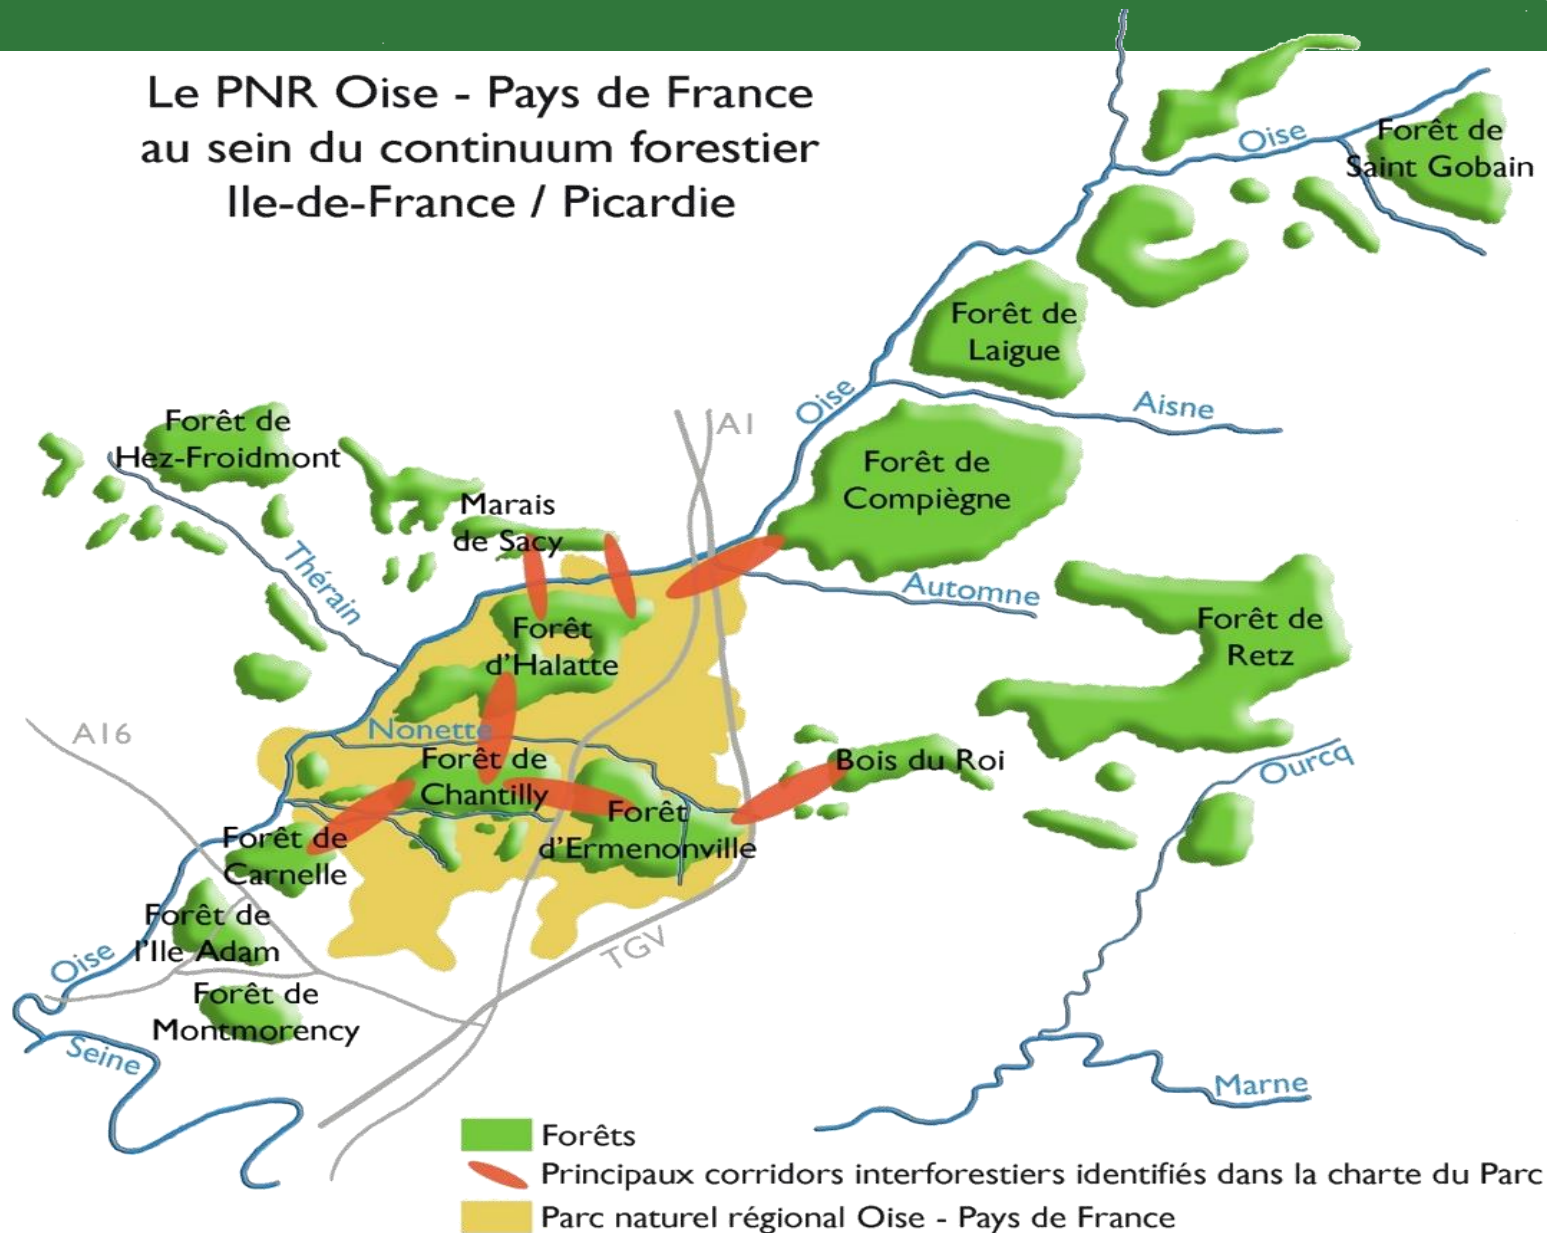 Le PNR Oise - Pays de France
au sein du continuum forestier
Ile-de-France / Picardie
Oise
Forêt de
Saint Gobain
Forêt de
Laigue
Oise
Aisne
A1
Forêt de
Hez-Froidmont
Forêt de
Compiègne
Marais
de Sacy
Thérain
Automne
Forêt de
Retz
Forêt
d'Halatte
Nonette
A16
Forêt de
Chantilly
Bois du Roi
Ourcq
Forêt
d'Ermenonville
Forêt de
Carnelle
Forêt de
l'Ile Adam
TGV
Oise
Forêt de
Montmorency
Seine
Marne
Forêts
Principaux corridors interforestiers identifiés dans la charte du Parc
Parc naturel régional Oise - Pays de France